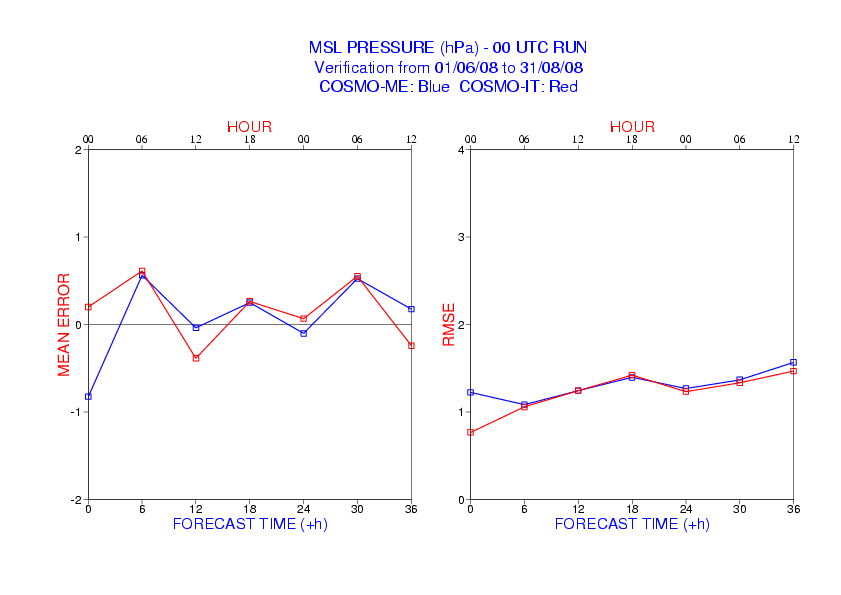 MSL PRESSURE (hPa) - 00 UTC RUN
Verification from 01/06/08 to 31/08/08
COSMO-ME: Blue COSMO-IT: Red
HOUR
00 06 12 18 00 06 12
2
1
0
-1
-2
MEAN ERROR
0 6 12 18 24 30 36
FORECAST TIME (+h)
HOUR
00 06 12 18 00 06 12
4
3
2
1
0
RMSE
0 6 12 18 24 30 36
FORECAST TIME (+h)